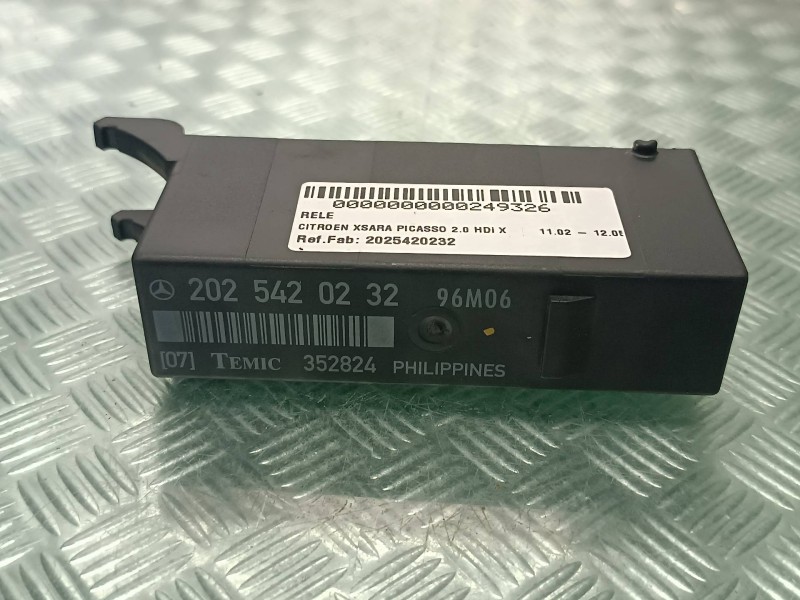 0000000000249326
RELE
CITROEN XSARA PICASSO 2.0 HDi X 11.02 – 12.05
Ref.Fab: 2025420232
202 542 02 32 96M06
[07] TEMIC 352824 PHILIPPINES